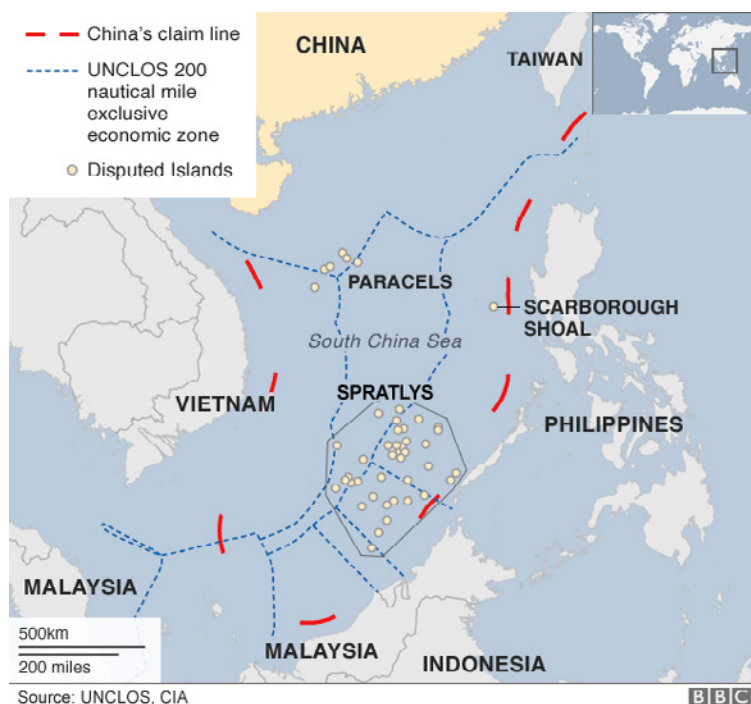 China's claim line
UNCLOS 200
nautical mile
exclusive
economic zone
Disputed Islands
CHINA
TAIWAN
PARACELS
SCARBOROUGH
SHOAL
South China Sea
SPRATLYS
VIETNAM
PHILIPPINES
MALAYSIA
500km
200 miles
MALAYSIA
INDONESIA
Source: UNCLOS, CIA
BBC